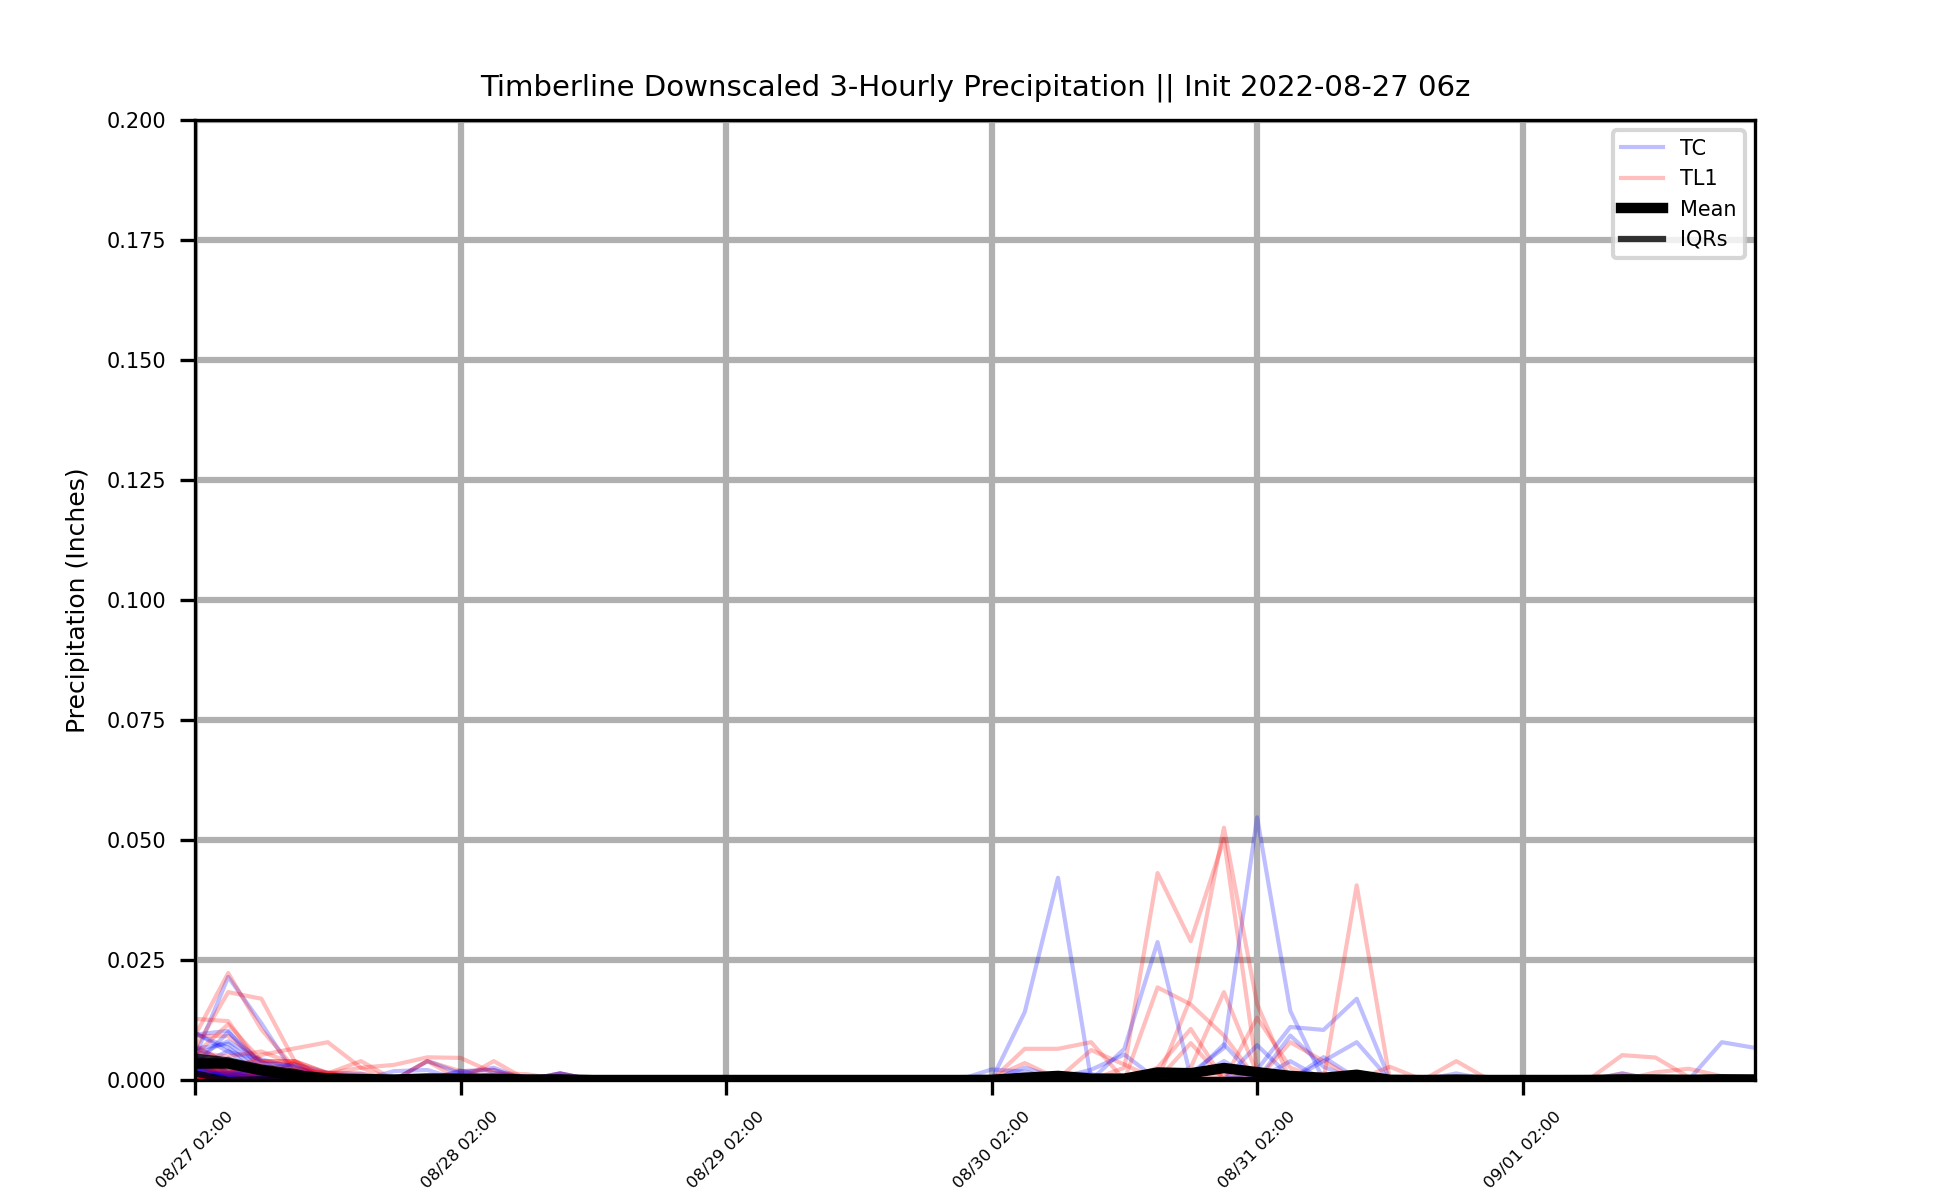 Timberline Downscaled 3-Hourly Precipitation || Init 2022-08-27 06z
0.200
0.175
0.150
0.125
0.100
0.075
0.050
0.025
0.000
Precipitation (Inches)
TC
TL1
Mean
IQRs
08/27 02:00
08/28 02:00
08/29 02:00
08/30 02:00
08/31 02:00
09/01 02:00